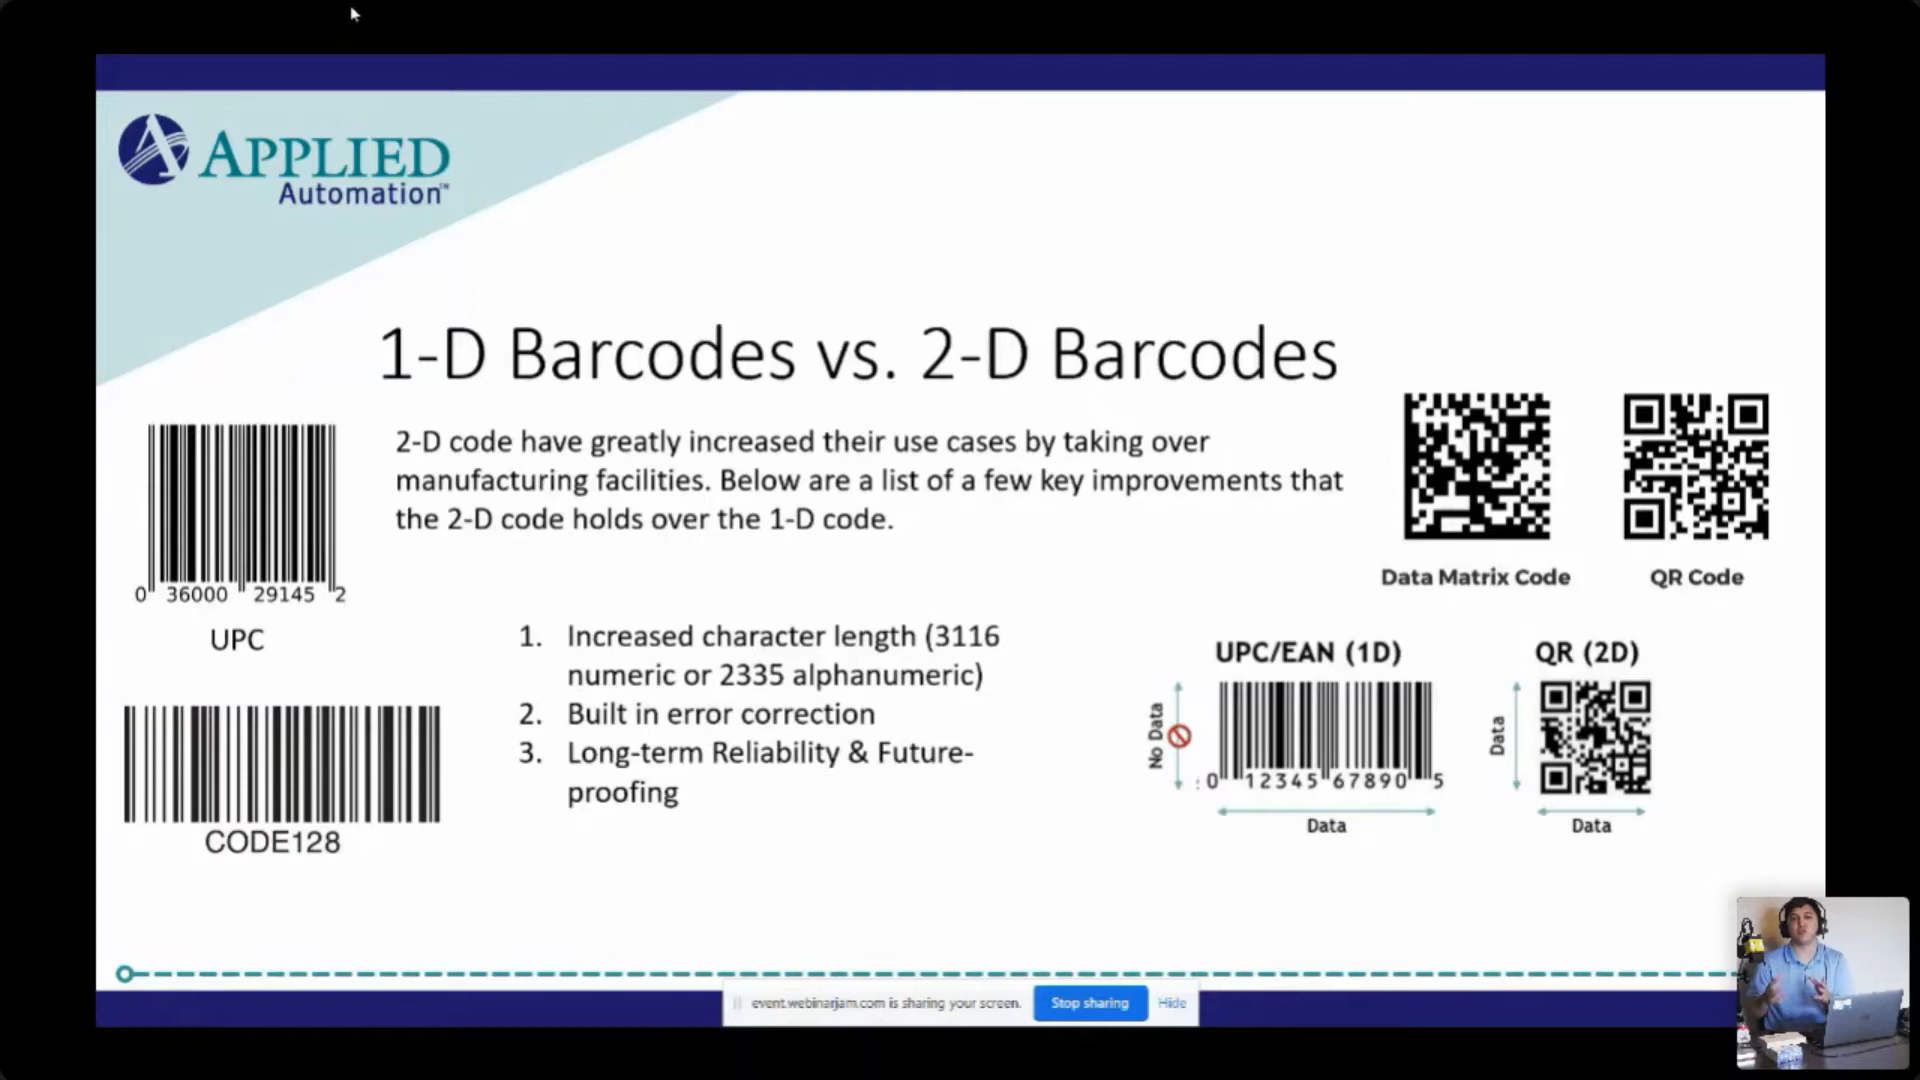 APPLIED
Automation™
1-D Barcodes vs. 2-D Barcodes
2-D code have greatly increased their use cases by taking over
manufacturing facilities. Below are a list of a few key improvements that
the 2-D code holds over the 1-D code.
0 36000 29145 2
UPC
CODE128
1. Increased character length (3116
numeric or 2335 alphanumeric)
2. Built in error correction
3. Long-term Reliability & Future-
proofing
Data Matrix Code
QR Code
UPC/EAN (1D)
No Data
0 12345 67890 5
Data
QR (2D)
Data
Data
event.webinarjam.com is sharing your screen.
Stop sharing
Hide